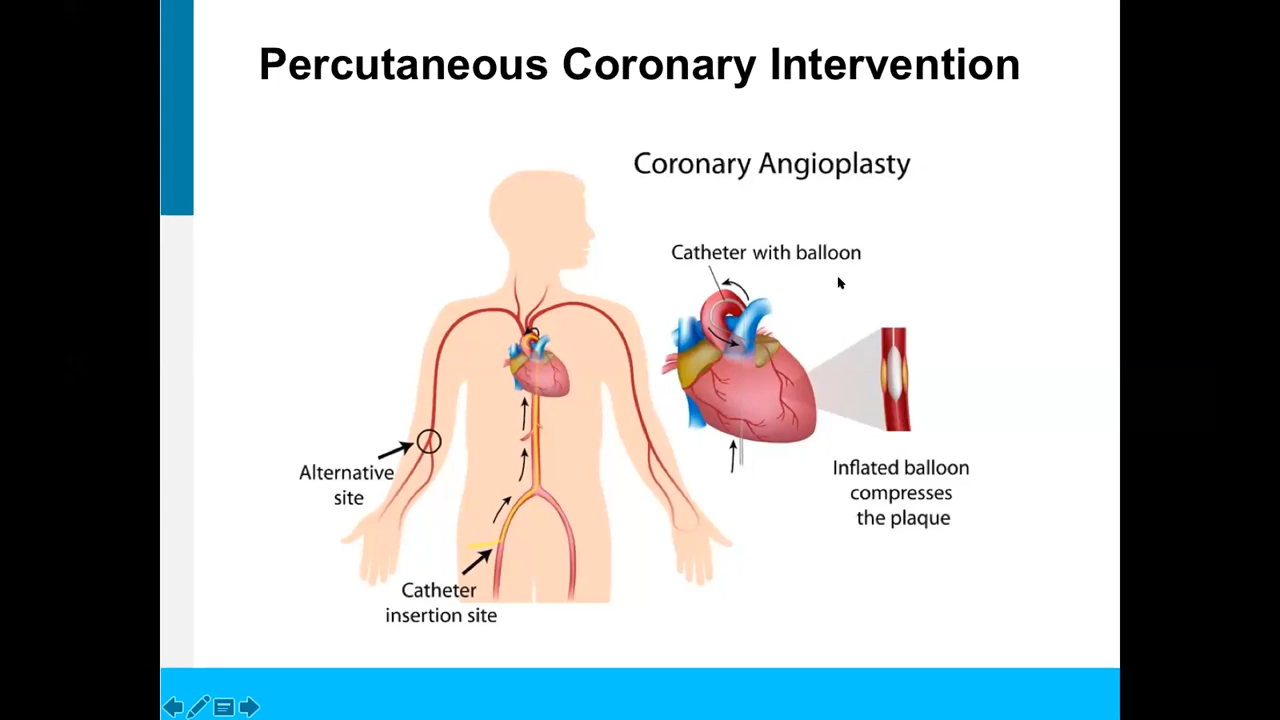 Percutaneous Coronary Intervention
Coronary Angioplasty
Catheter with balloon
Alternative
site
Inflated balloon
compresses
the plaque
Catheter
insertion site